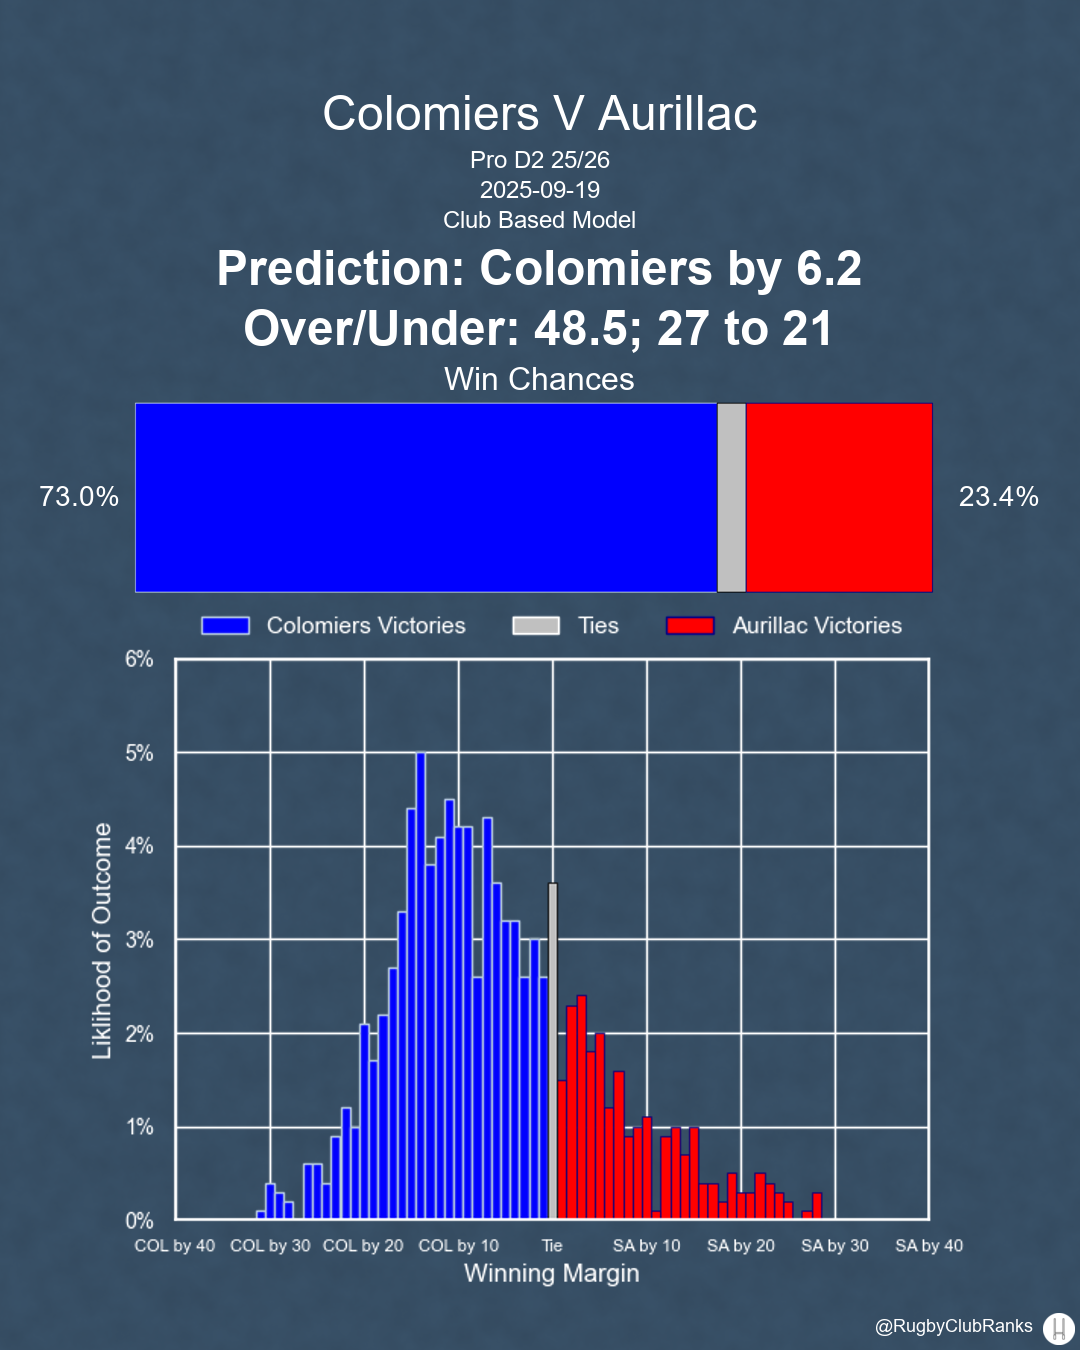 Colomiers V Aurillac
Pro D2 25/26
2025-09-19
Club Based Model
Prediction: Colomiers by 6.2
Over/Under: 48.5; 27 to 21
Win Chances
73.0%
23.4%
Colomiers Victories
Ties
Aurillac Victories
6%
5%
4%
3%
2%
1%
0%
Liklihood of Outcome
COL by 40
COL by 30
COL by 20
COL by 10
Tie
SA by 10
SA by 20
SA by 30
SA by 40
Winning Margin
@RugbyClubRanks